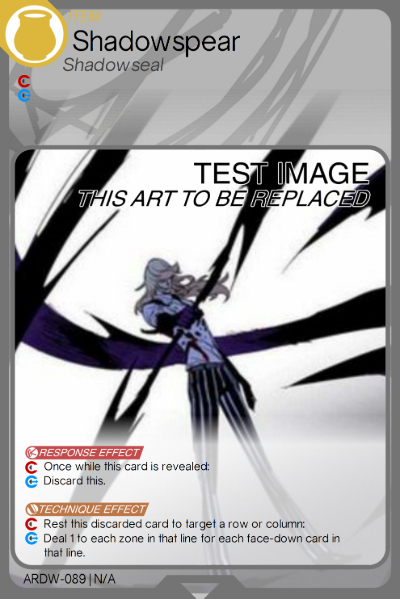 Shadowspear
Shadowseal
TEST IMAGE
THIS ART TO BE REPLACED
RESPONSE EFFECT
Once while this card is revealed:
Discard this.
TECHNIQUE EFFECT
Rest this discarded card to target a row or column:
Deal 1 to each zone in that line for each face-down card in
that line.
ARDW-089 | N/A